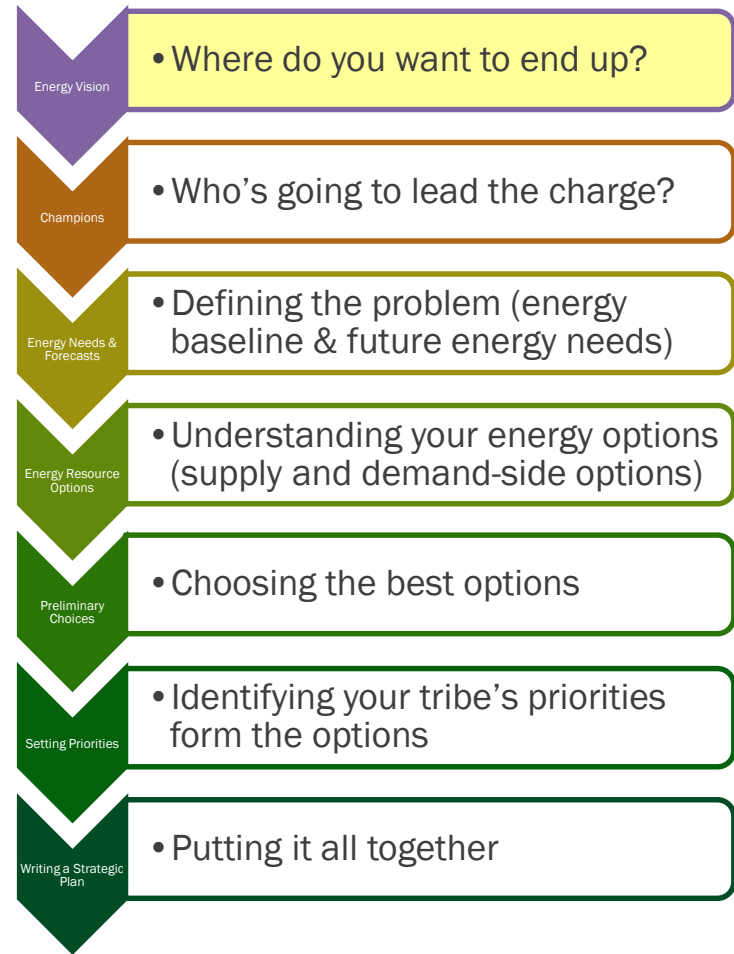 Energy Vision
•Where do you want to end up?
Champions
•Who's going to lead the charge?
Energy Needs &
Forecasts
•Defining the problem (energy
baseline & future energy needs)
Energy Resource
Options
•Understanding your energy options
(supply and demand-side options)
Preliminary
Choices
•Choosing the best options
Setting Priorities
•Identifying your tribe's priorities
form the options
Writing a Strategic
Plan
•Putting it all together